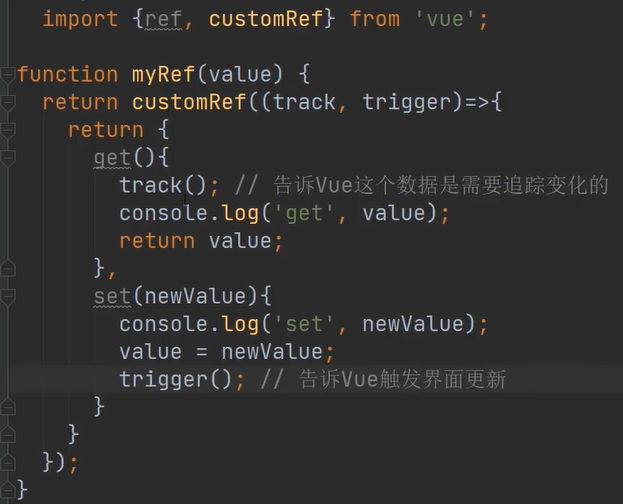 import {ref, customRef} from 'vue';
function myRef(value) {
return customRef((track, trigger)=>{
return {
get(){
track(); // 告诉Vue这个数据是需要追踪变化的
console.log('get', value);
return value;
},
set(newValue){
console.log('set', newValue);
value = newValue;
trigger(); // 告诉Vue触发界面更新
}
}
});
}